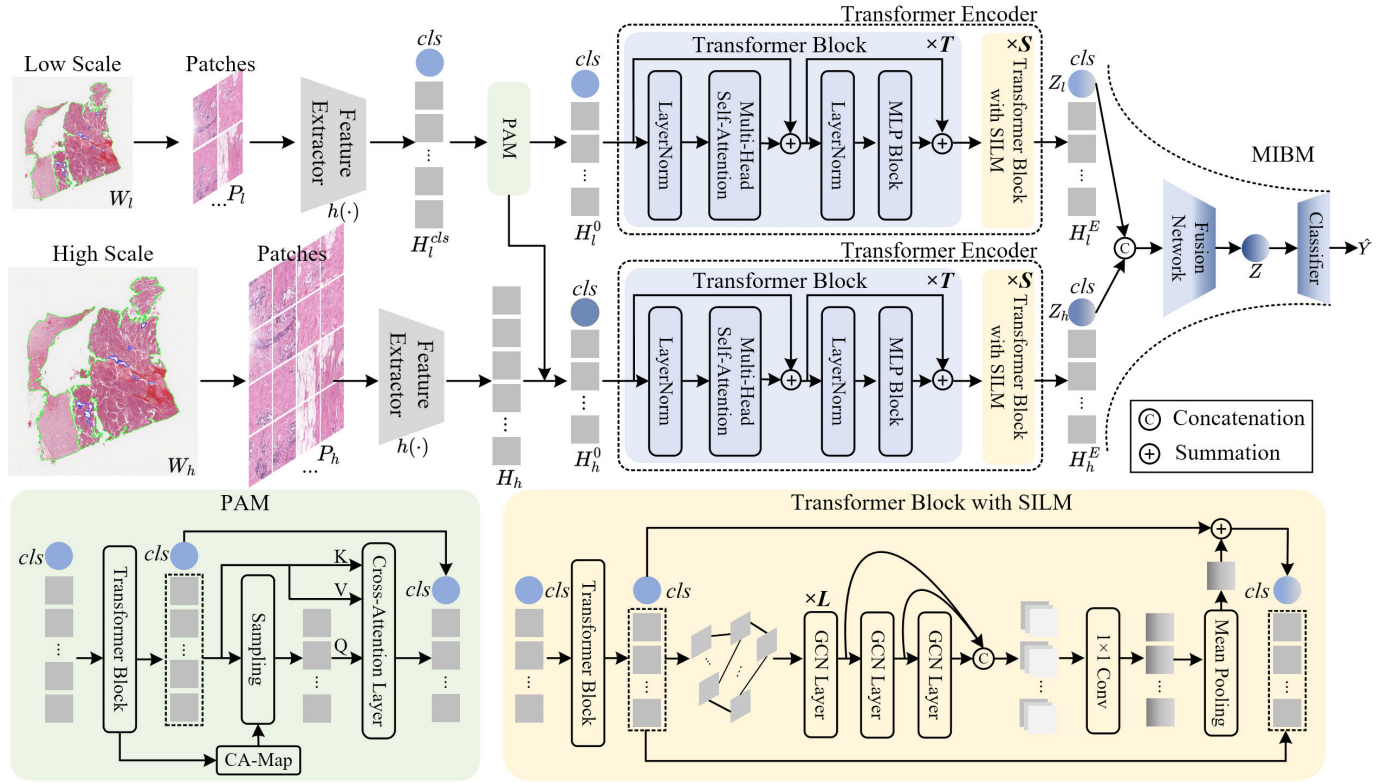 Transformer Encoder
cls
Low Scale
Patches
Feature
Extractor
h(·)
W_l
... P_l
...
H_l^{cls}
PAM
cls
...
H_l^0
Transformer Block
×T
LayerNorm
Multi-Head
Self-Attention
+
LayerNorm
MLP Block
+
×S
Transformer Block
with SILM
cls
Z_l
...
H_l^E
MIBM
High Scale
Patches
Feature
Extractor
h(·)
W_h
... P_h
...
H_h
Transformer Encoder
cls
...
H_h^0
Transformer Block
×T
LayerNorm
Multi-Head
Self-Attention
+
LayerNorm
MLP Block
+
×S
Transformer Block
with SILM
cls
Z_h
...
H_h^E
C
Fusion
Network
Z
Classifier
Ŷ
C Concatenation
+ Summation
PAM
cls
...
Transformer Block
cls
...
Sampling
CA-Map
K
V
Q
...
Cross-Attention Layer
cls
...
Transformer Block with SILM
cls
...
Transformer Block
cls
...
...
...
×L
GCN Layer
GCN Layer
GCN Layer
C
...
1×1 Conv
...
Mean Pooling
+
cls
...